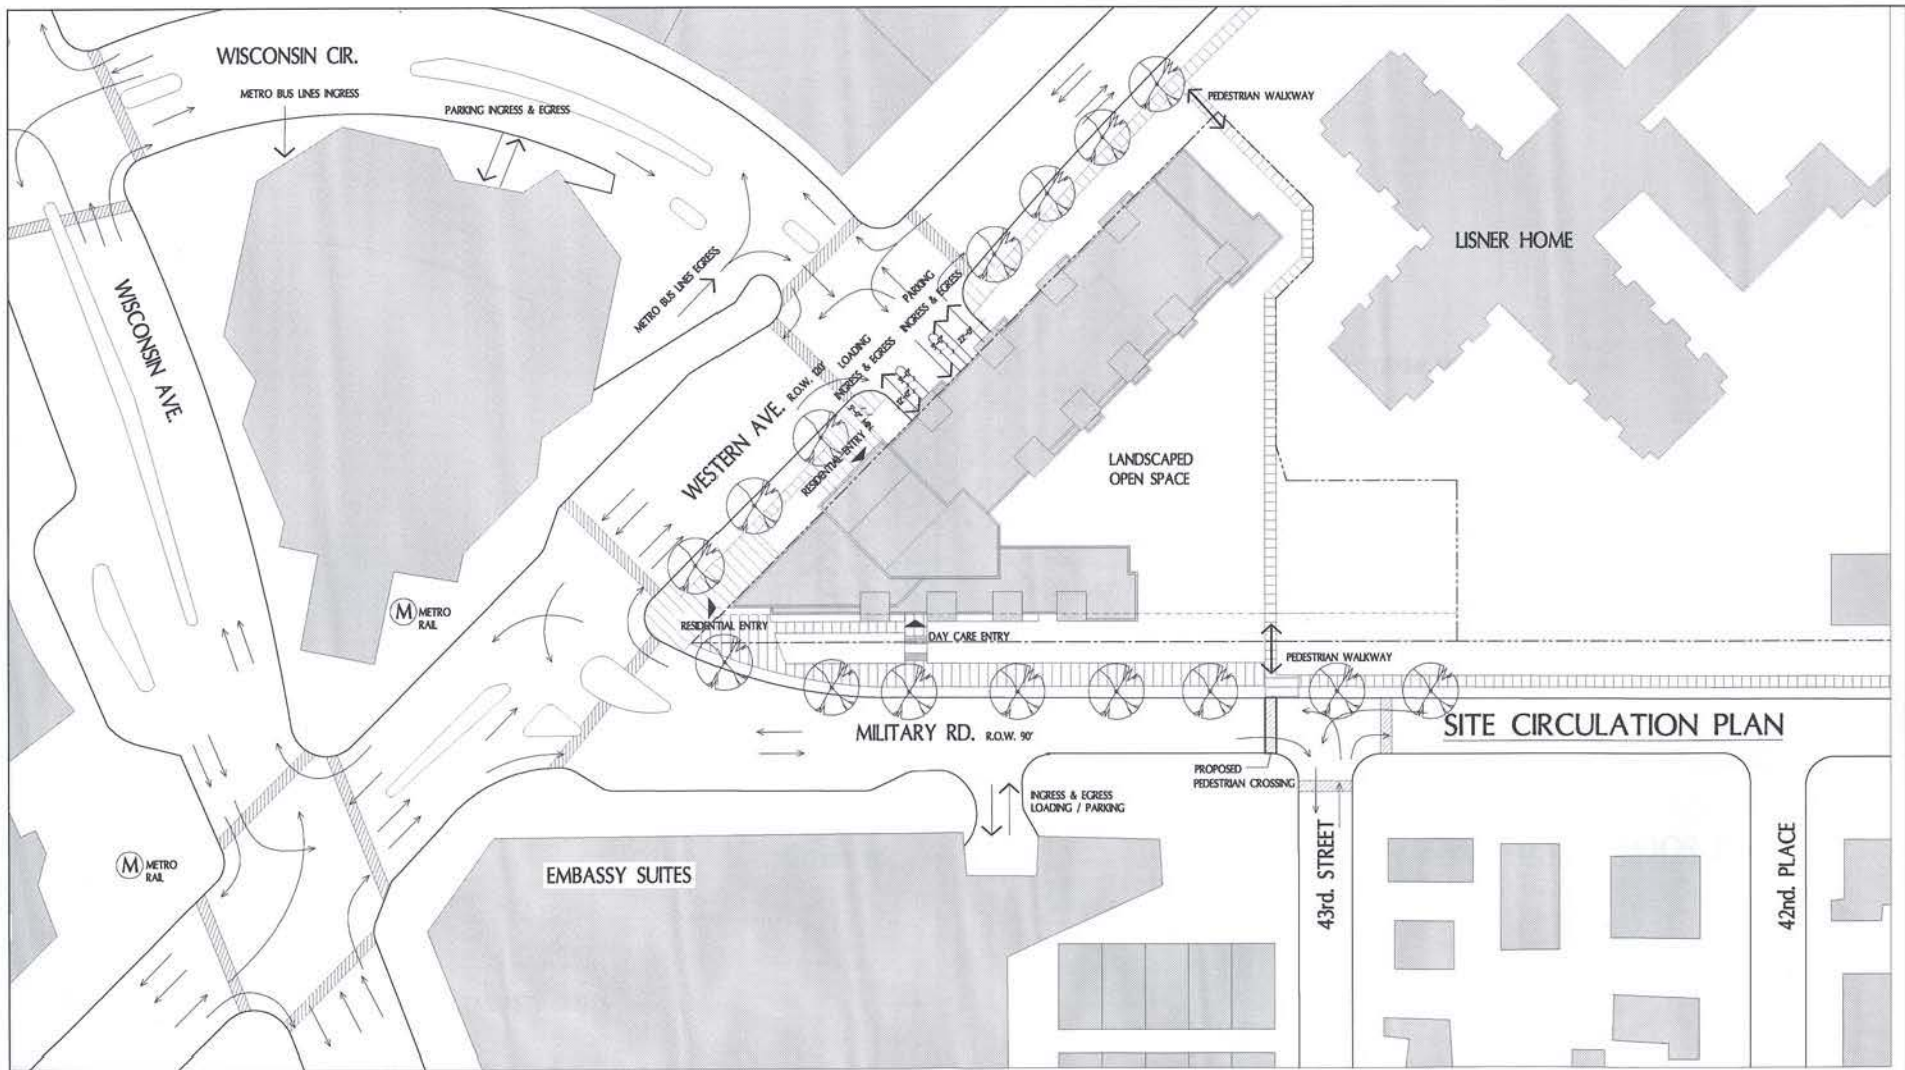 WISCONSIN CIR.
METRO BUS LINES INGRESS
PARKING INGRESS & EGRESS
PEDESTRIAN WALKWAY
LISNER HOME
WISCONSIN AVE.
METRO BUS LINES EGRESS
PARKING
INGRESS & EGRESS
LOADING
INGRESS & EGRESS
22'-0"
WESTERN AVE. R.O.W. 120'
RESIDENTIAL ENTRY
LANDSCAPED
OPEN SPACE
M METRO
RAIL
RESIDENTIAL ENTRY
DAY CARE ENTRY
PEDESTRIAN WALKWAY
MILITARY RD. R.O.W. 90'
SITE CIRCULATION PLAN
PROPOSED
PEDESTRIAN CROSSING
INGRESS & EGRESS
LOADING / PARKING
M METRO
RAIL
EMBASSY SUITES
43rd. STREET
42nd. PLACE